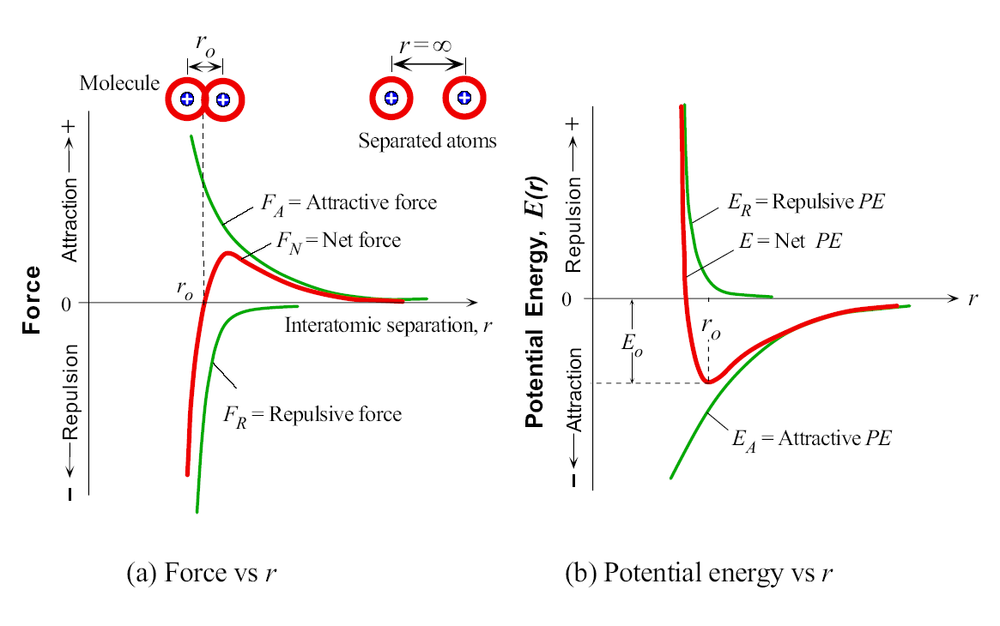 r_o
r = ∞
Molecule
Separated atoms
+
Attraction
F_A = Attractive force
F_N = Net force
r_o
0
Force
Interatomic separation, r
Repulsion
F_R = Repulsive force
−
(a) Force vs r
+
Repulsion
E_R = Repulsive PE
E = Net PE
Potential Energy, E(r)
0
r
r_o
E_o
Attraction
E_A = Attractive PE
−
(b) Potential energy vs r